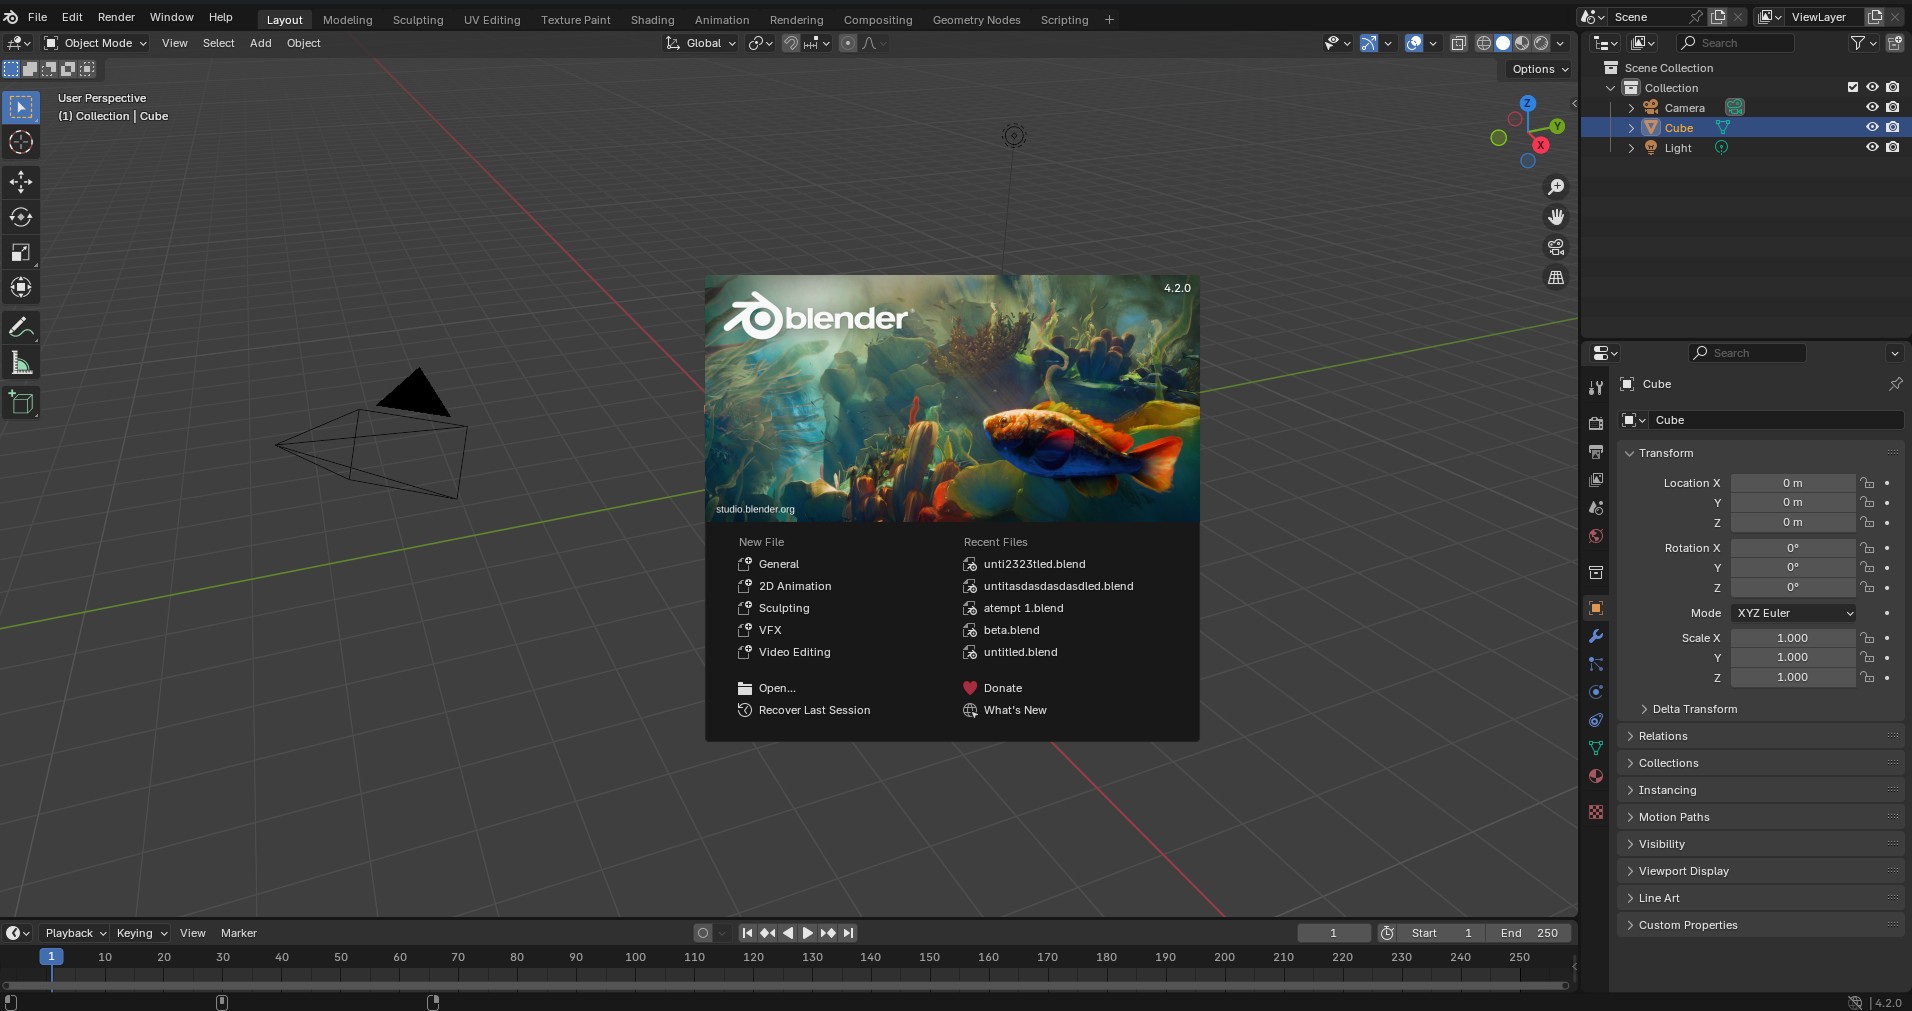 File Edit Render Window Help Layout Modeling Sculpting UV Editing Texture Paint Shading Animation Rendering Compositing Geometry Nodes Scripting + Scene ViewLayer
Object Mode View Select Add Object Global Search
Options
User Perspective
(1) Collection | Cube
Z
Y
X
Scene Collection
Collection
Camera
Cube
Light
4.2.0
blender
studio.blender.org
New File
General
2D Animation
Sculpting
VFX
Video Editing
Open...
Recover Last Session
Recent Files
unti2323tled.blend
untitasdasdasdasdled.blend
atempt 1.blend
beta.blend
untitled.blend
Donate
What's New
Search
Cube
Cube
Transform
Location X 0 m
Y 0 m
Z 0 m
Rotation X 0°
Y 0°
Z 0°
Mode XYZ Euler
Scale X 1.000
Y 1.000
Z 1.000
Delta Transform
Relations
Collections
Instancing
Motion Paths
Visibility
Viewport Display
Line Art
Custom Properties
Playback Keying View Marker 1 Start 1 End 250
1 10 20 30 40 50 60 70 80 90 100 110 120 130 140 150 160 170 180 190 200 210 220 230 240 250
| 4.2.0